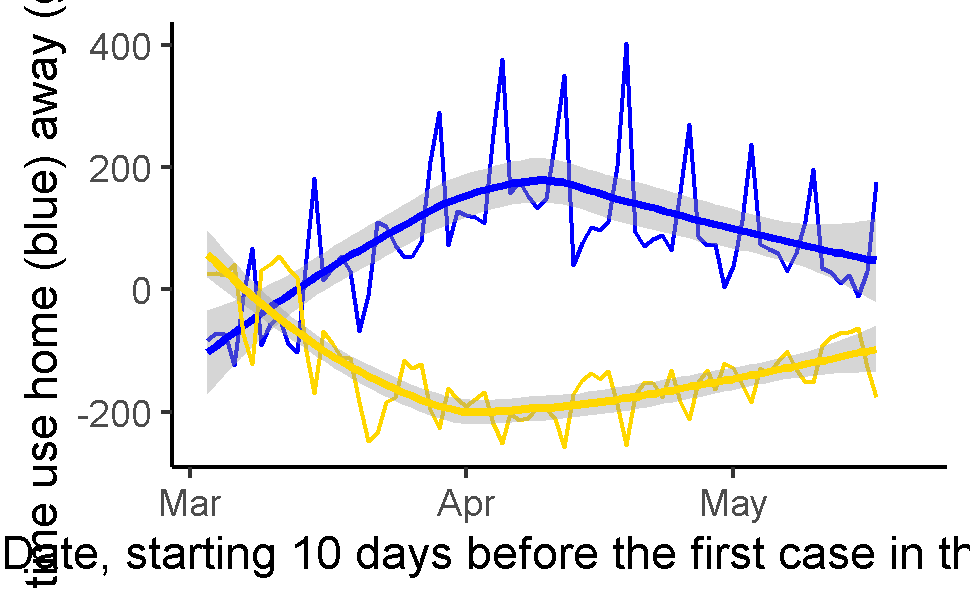 time use home (blue) away (
400
200
0
-200
Mar Apr May
Date, starting 10 days before the first case in th